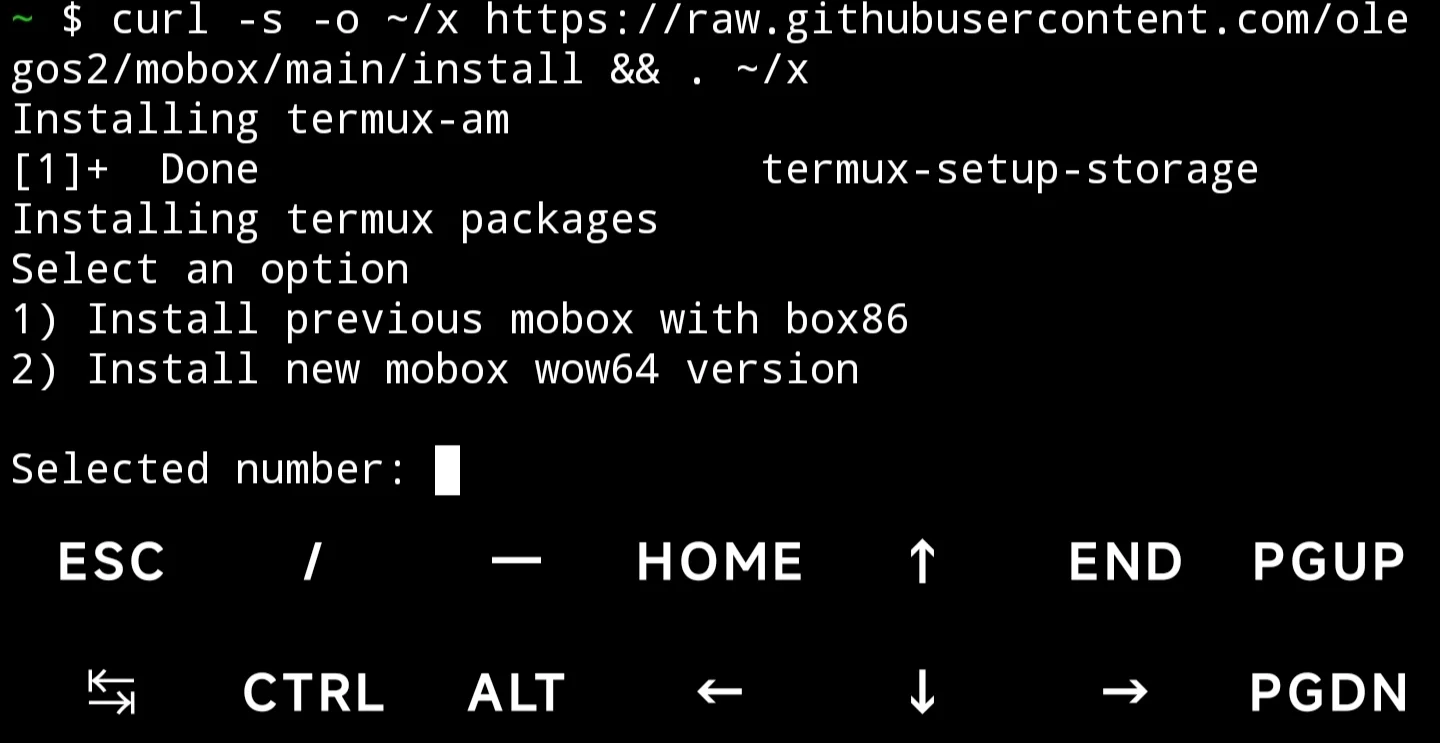 ~ $ curl -s -o ~/x https://raw.githubusercontent.com/ole
gos2/mobox/main/install && . ~/x
Installing termux-am
[1]+  Done                    termux-setup-storage
Installing termux packages
Select an option
1) Install previous mobox with box86
2) Install new mobox wow64 version
Selected number:
ESC / — HOME ↑ END PGUP
↹ CTRL ALT ← ↓ → PGDN